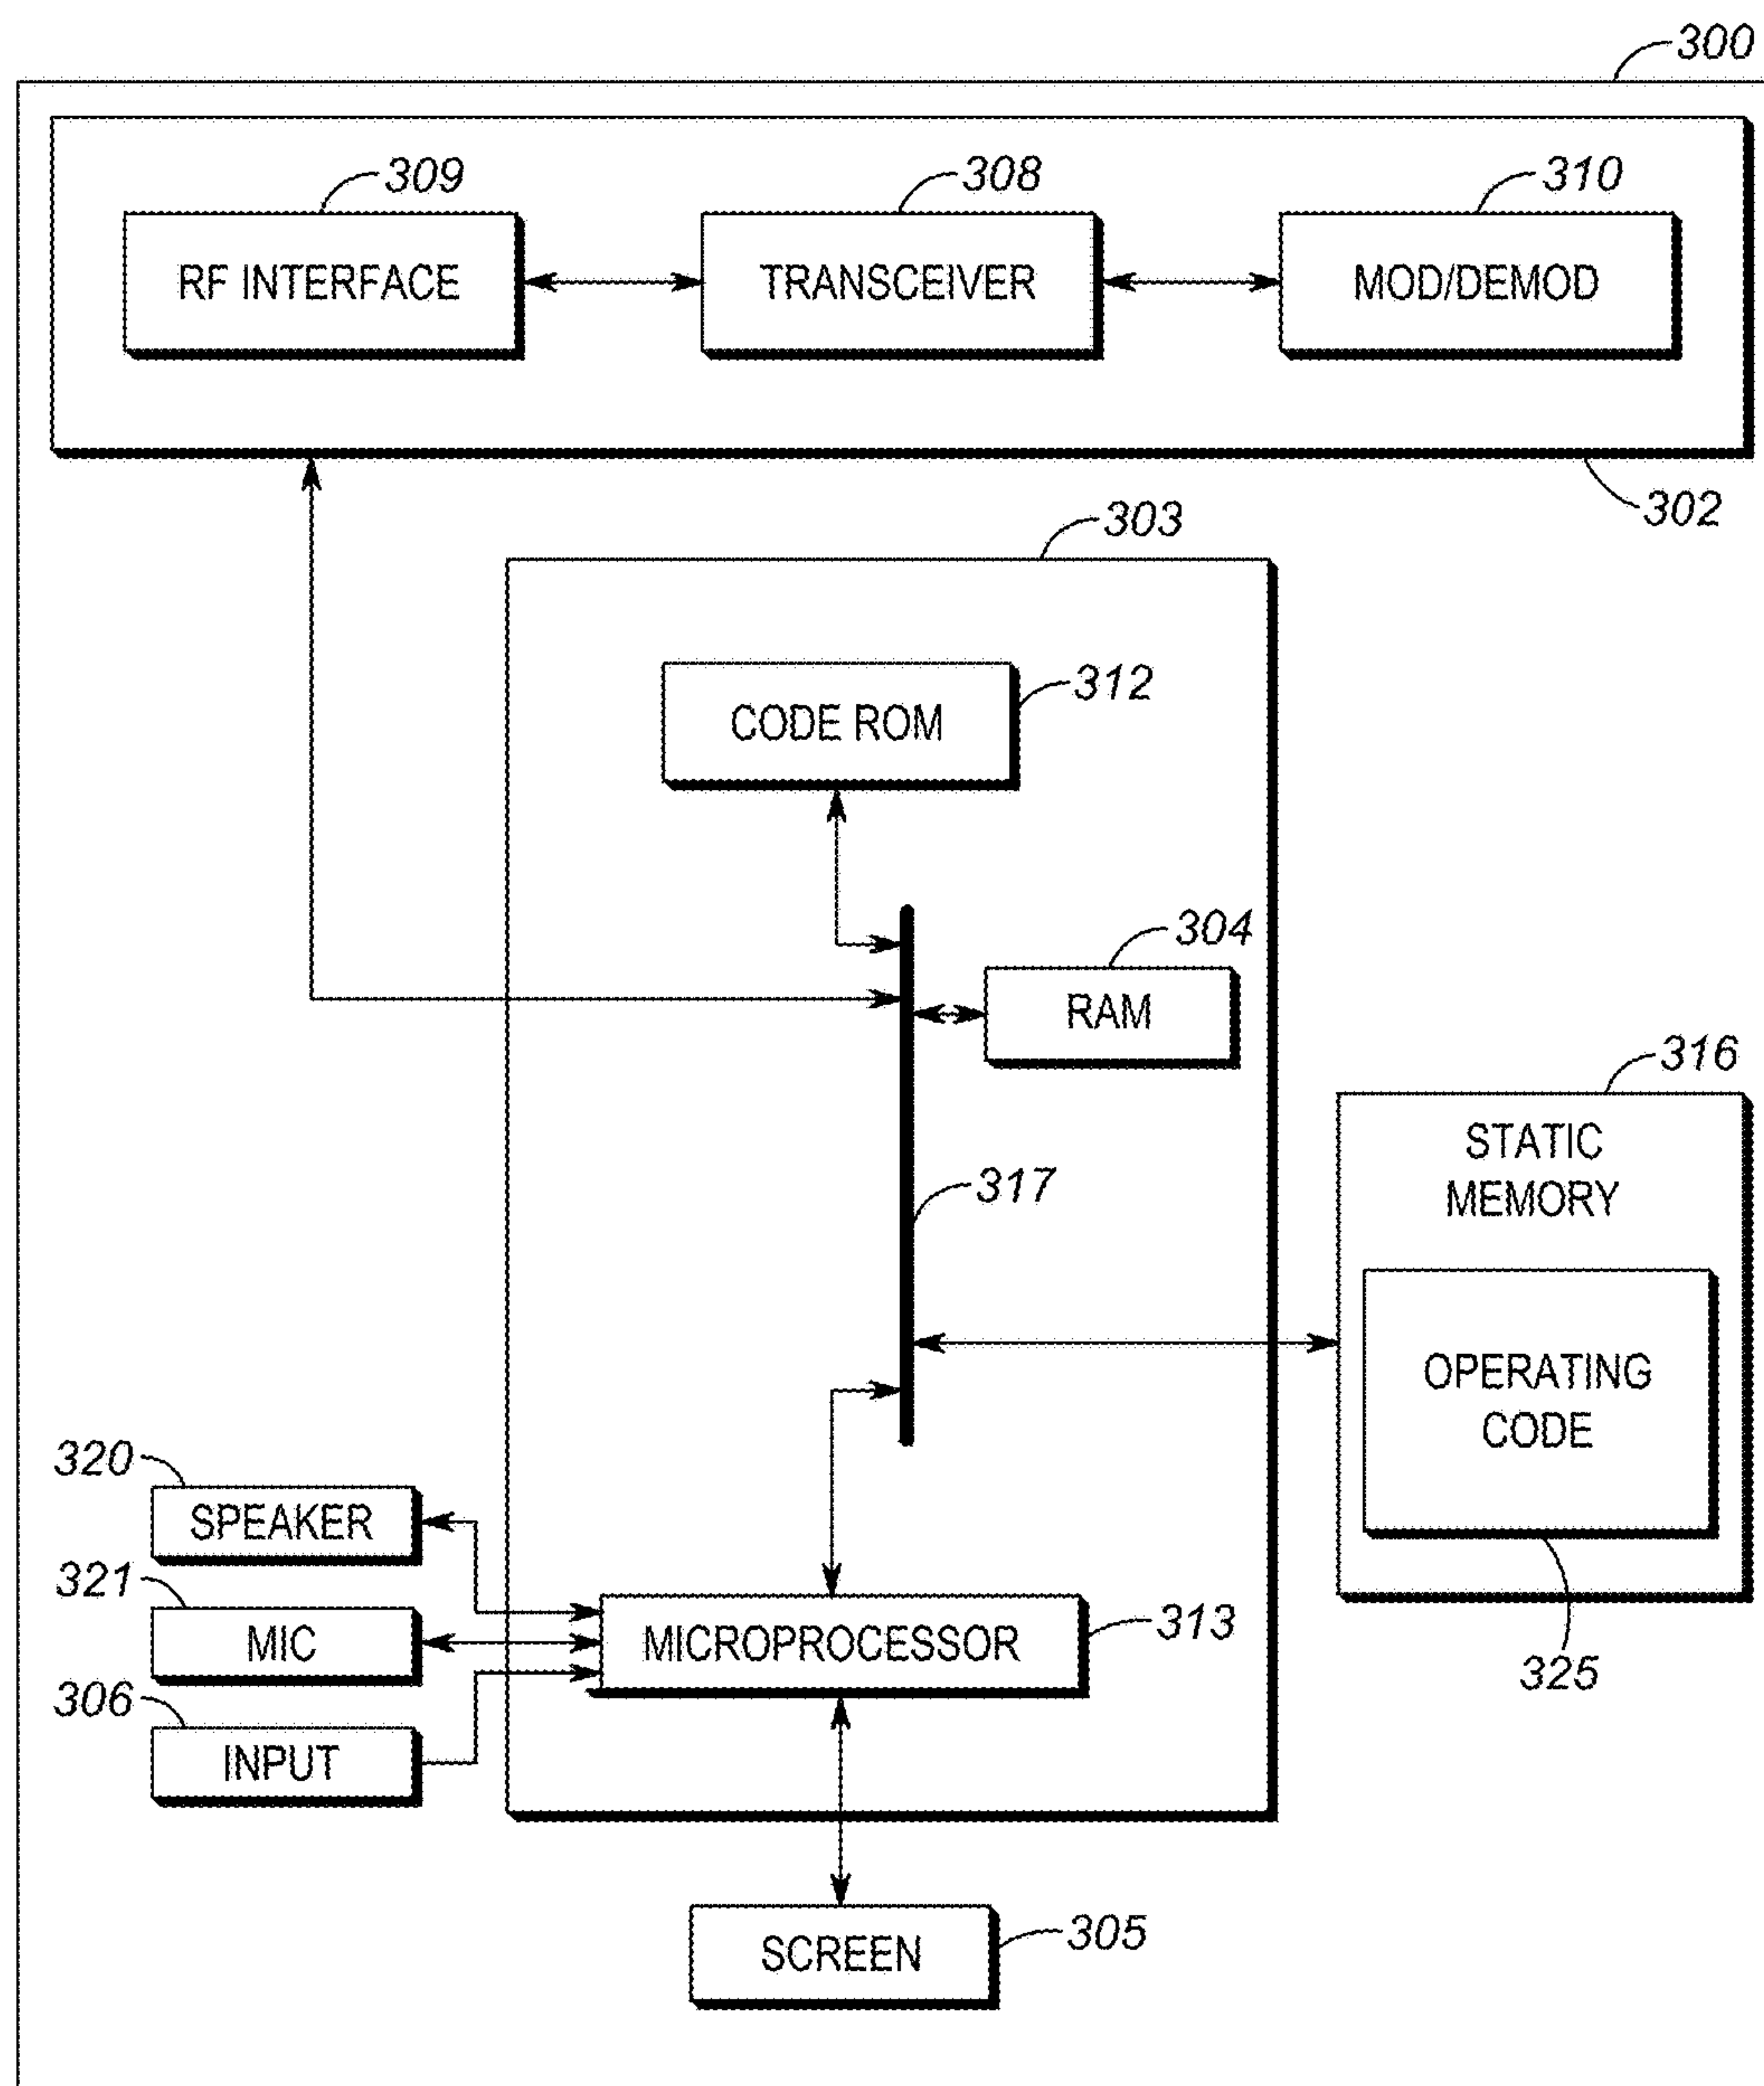 300
309
308
310
RF INTERFACE
TRANSCEIVER
MOD/DEMOD
302
303
312
CODE ROM
304
RAM
316
STATIC
MEMORY
317
OPERATING
CODE
320
SPEAKER
321
MIC
MICROPROCESSOR
313
325
306
INPUT
SCREEN
305